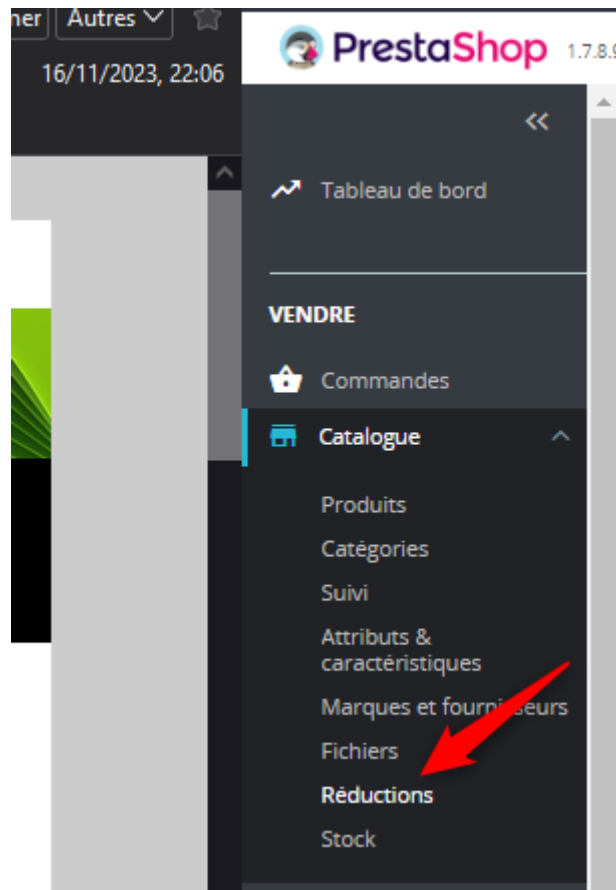 ner Autres
16/11/2023, 22:06
PrestaShop 1.7.8.9
Tableau de bord
VENDRE
Commandes
Catalogue
Produits
Catégories
Suivi
Attributs &
caractéristiques
Marques et fournisseurs
Fichiers
Réductions
Stock